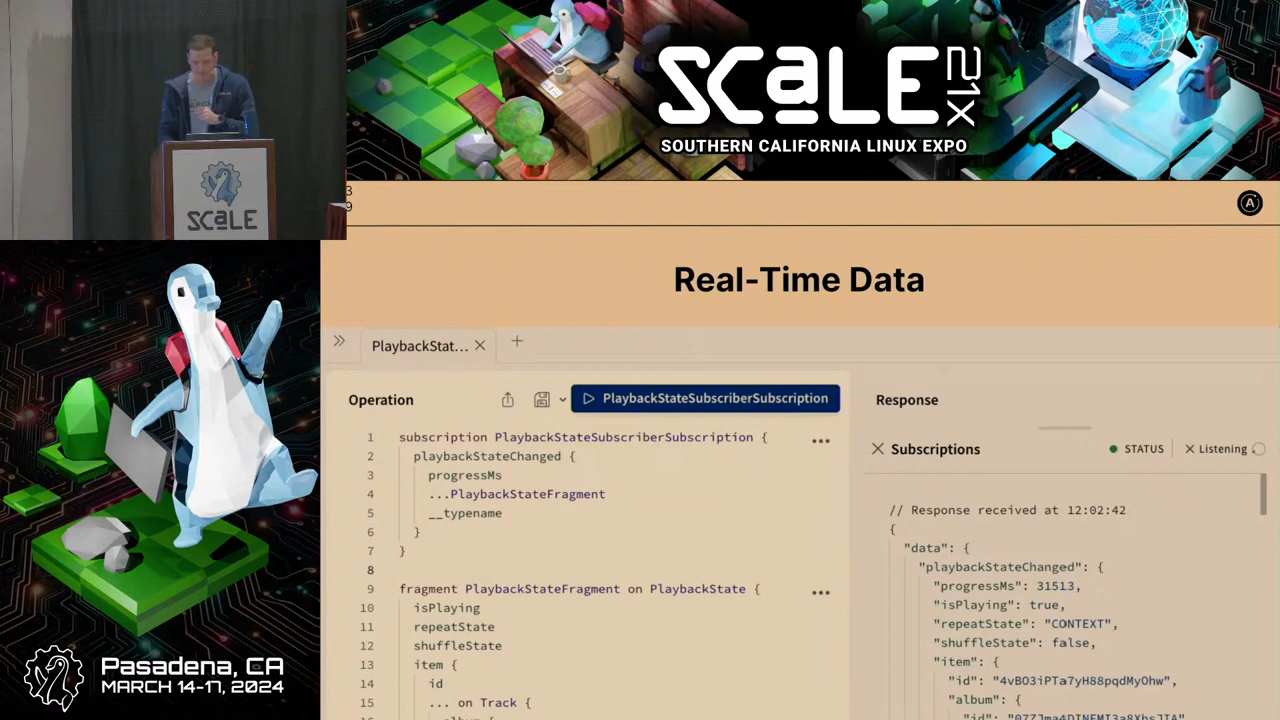 SCALE
21X
SOUTHERN CALIFORNIA LINUX EXPO
SCALE
3
9
A
Real-Time Data
PlaybackStat...
Operation
PlaybackStateSubscriberSubscription
Response
1 subscription PlaybackStateSubscriberSubscription {
2 playbackStateChanged {
3 progressMs
4 ...PlaybackStateFragment
5 __typename
6 }
7 }
8
9 fragment PlaybackStateFragment on PlaybackState {
10 isPlaying
11 repeatState
12 shuffleState
13 item {
14 id
15 ... on Track {
Subscriptions
STATUS
Listening
// Response received at 12:02:42
{
"data": {
"playbackStateChanged": {
"progressMs": 31513,
"isPlaying": true,
"repeatState": "CONTEXT",
"shuffleState": false,
"item": {
"id": "4vBO3iPTa7yH88pqdMyOhw",
"album": {
Pasadena, CA
MARCH 14-17, 2024